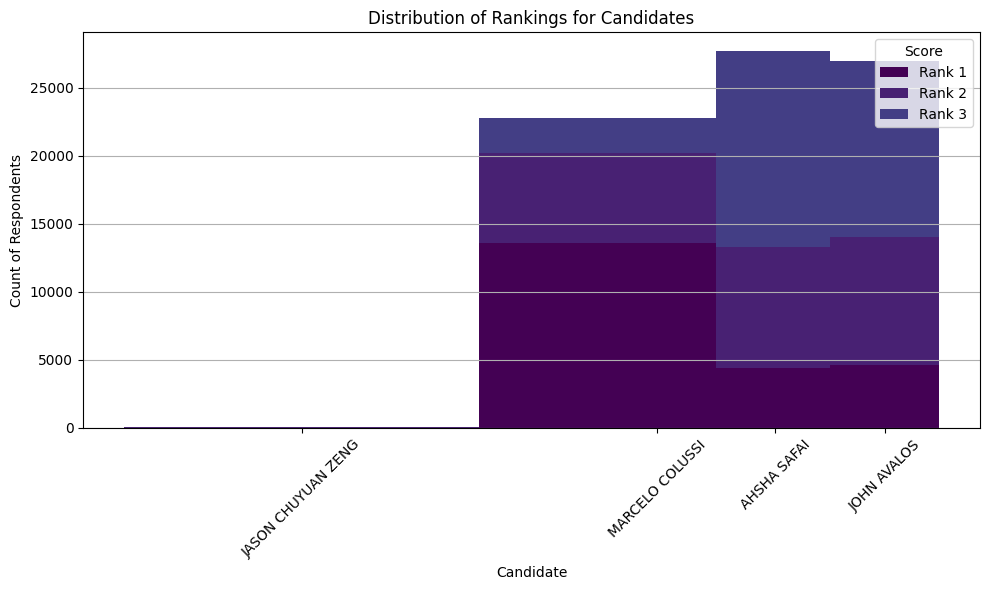 Distribution of Rankings for Candidates
Score
Rank 1
Rank 2
Rank 3
Count of Respondents
25000
20000
15000
10000
5000
0
JASON CHUYUAN ZENG
MARCELO COLUSSI
AHSHA SAFAI
JOHN AVALOS
Candidate